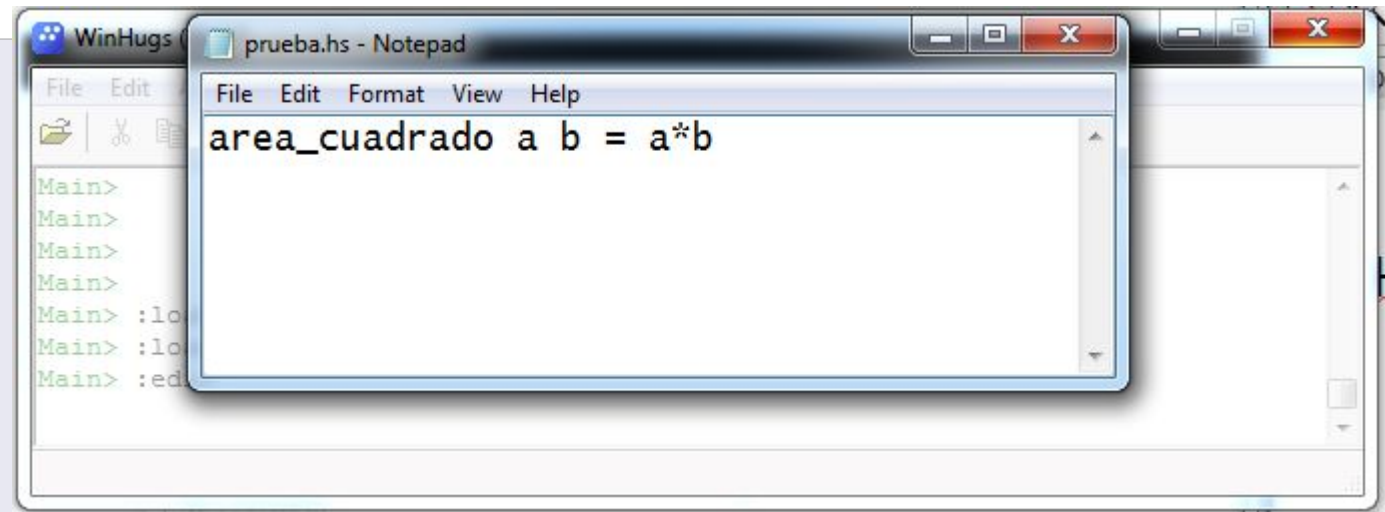 WinHugs (
prueba.hs - Notepad
File Edit
File Edit Format View Help
area_cuadrado a b = a*b
Main>
Main>
Main>
Main>
Main> :lo
Main> :lo
Main> :ed